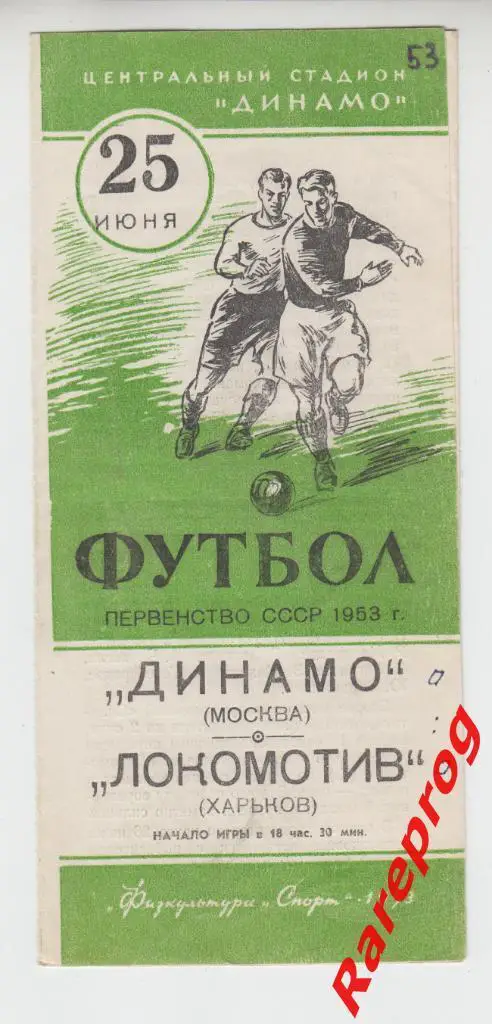 53
ЦЕНТРАЛЬНЫЙ СТАДИОН
"ДИНАМО"
25
ИЮНЯ
ФУТБОЛ
ПЕРВЕНСТВО СССР 1953 г.
„ДИНАМО“
(МОСКВА)
„ЛОКОМОТИВ“
(ХАРЬКОВ)
НАЧАЛО ИГРЫ в 18 час. 30 мин.
„Физкультура и Спорт“
Rareprog